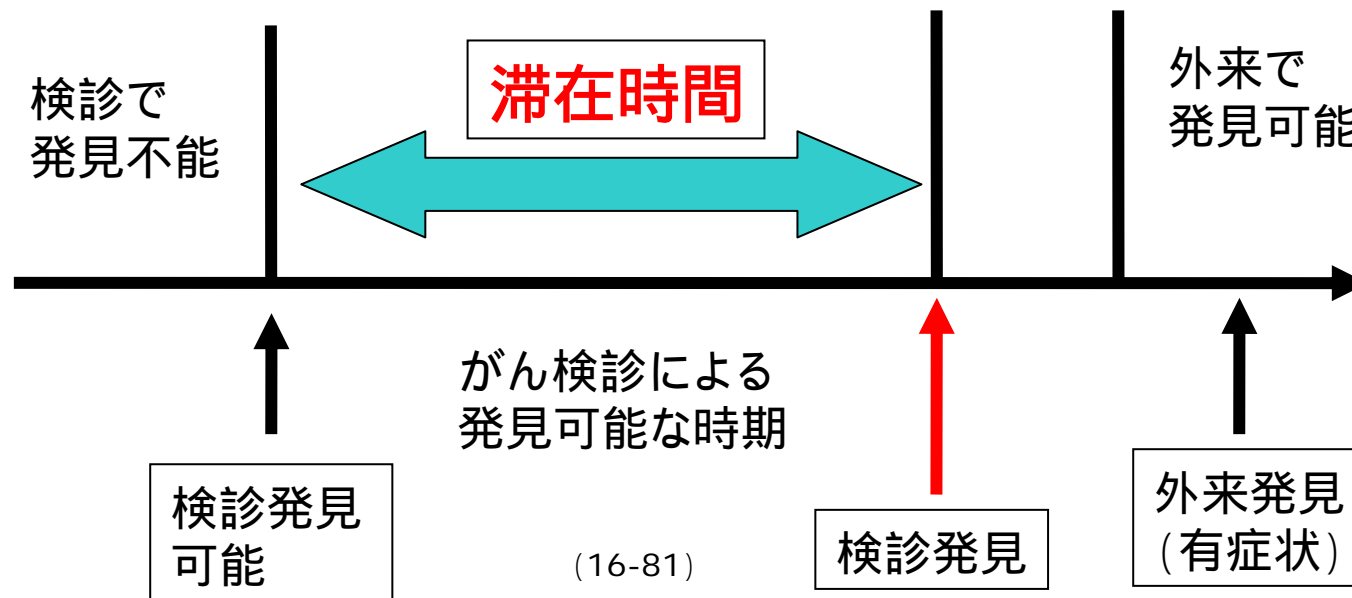 検診で
発見不能
滞在時間
外来で
発見可能
がん検診による
発見可能な時期
検診発見
可能
(16-81)
検診発見
外来発見
(有症状)